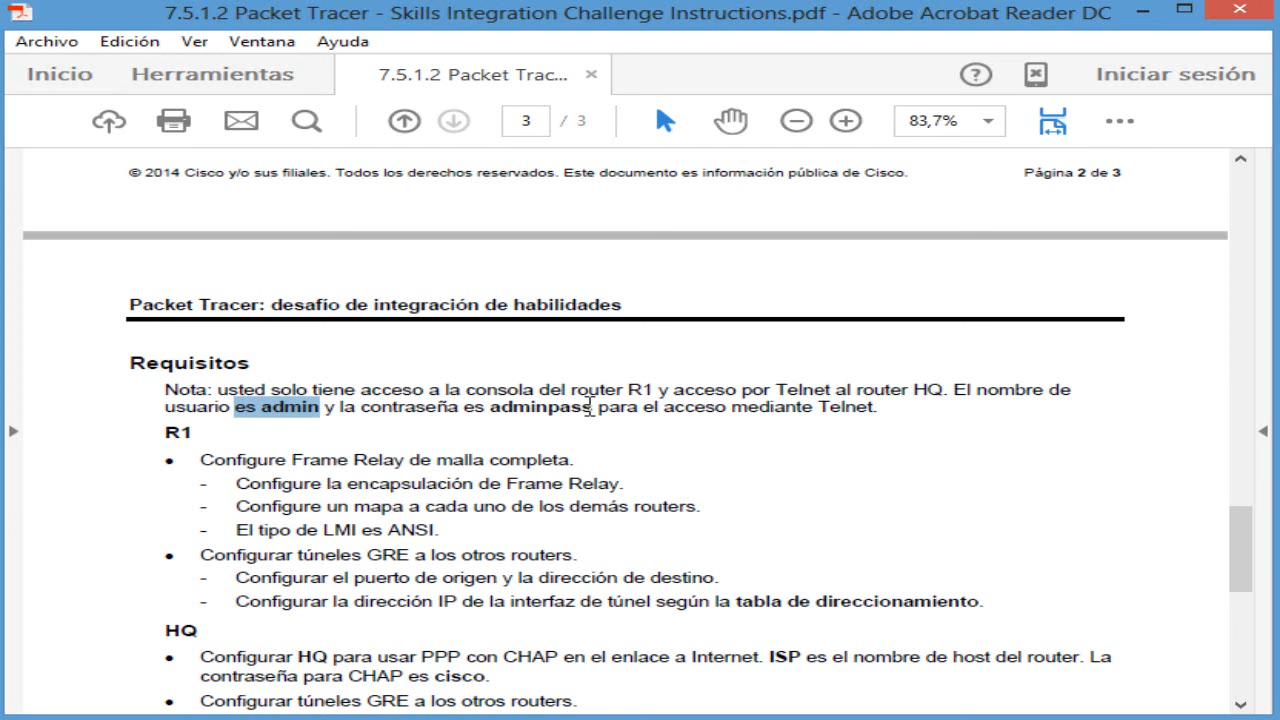 7.5.1.2 Packet Tracer - Skills Integration Challenge Instructions.pdf - Adobe Acrobat Reader DC
Archivo Edición Ver Ventana Ayuda
Inicio Herramientas 7.5.1.2 Packet Trac... × Iniciar sesión
3 / 3 83,7%
© 2014 Cisco y/o sus filiales. Todos los derechos reservados. Este documento es información pública de Cisco. Página 2 de 3
Packet Tracer: desafío de integración de habilidades
Requisitos
Nota: usted solo tiene acceso a la consola del router R1 y acceso por Telnet al router HQ. El nombre de
usuario es admin y la contraseña es adminpass para el acceso mediante Telnet.
R1
• Configure Frame Relay de malla completa.
- Configure la encapsulación de Frame Relay.
- Configure un mapa a cada uno de los demás routers.
- El tipo de LMI es ANSI.
• Configurar túneles GRE a los otros routers.
- Configurar el puerto de origen y la dirección de destino.
- Configurar la dirección IP de la interfaz de túnel según la tabla de direccionamiento.
HQ
• Configurar HQ para usar PPP con CHAP en el enlace a Internet. ISP es el nombre de host del router. La
contraseña para CHAP es cisco.
• Configurar túneles GRE a los otros routers.